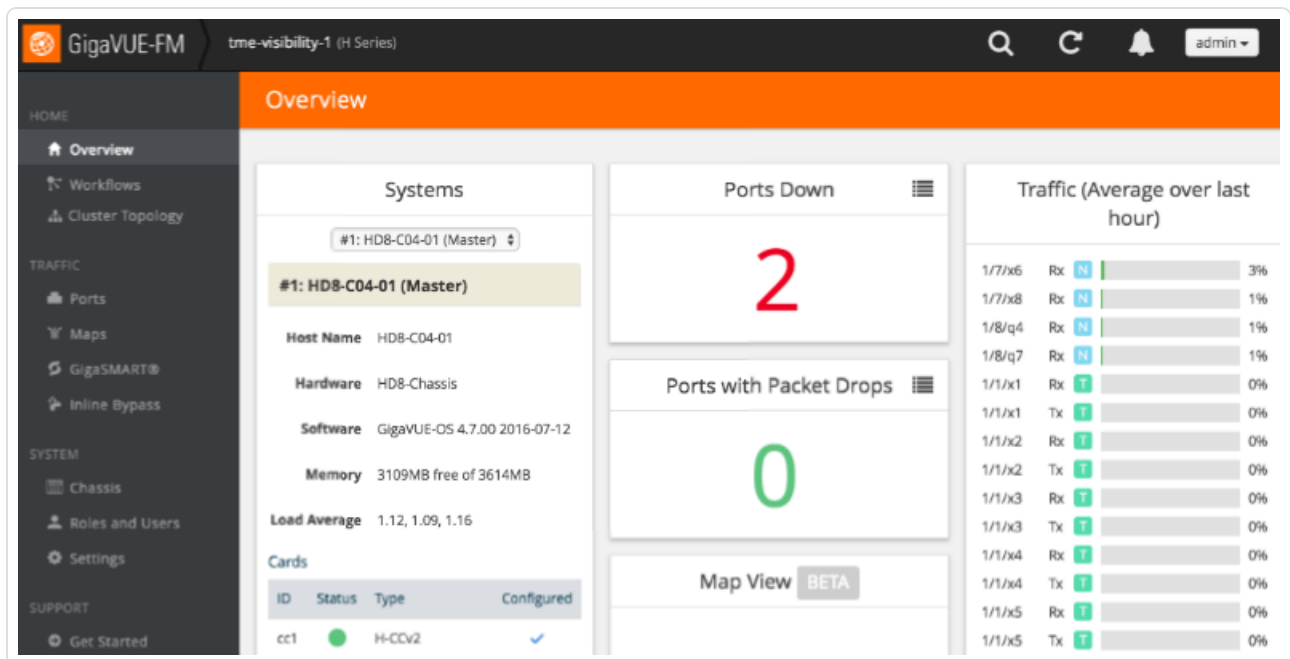 GigaVUE-FM
tme-visibility-1 (H Series)
admin
HOME
Overview
Workflows
Cluster Topology
TRAFFIC
Ports
Maps
GigaSMART®
Inline Bypass
SYSTEM
Chassis
Roles and Users
Settings
SUPPORT
Get Started
Overview
Systems
#1: HD8-C04-01 (Master)
#1: HD8-C04-01 (Master)
Host Name HD8-C04-01
Hardware HD8-Chassis
Software GigaVUE-OS 4.7.00 2016-07-12
Memory 3109MB free of 3614MB
Load Average 1.12, 1.09, 1.16
Cards
ID Status Type Configured
cc1 H-CCv2
Ports Down
2
Ports with Packet Drops
0
Map View BETA
Traffic (Average over last
hour)
1/7/x6 Rx N 3%
1/7/x8 Rx N 1%
1/8/q4 Rx N 1%
1/8/q7 Rx N 1%
1/1/x1 Rx T 0%
1/1/x1 Tx T 0%
1/1/x2 Rx T 0%
1/1/x2 Tx T 0%
1/1/x3 Rx T 0%
1/1/x3 Tx T 0%
1/1/x4 Rx T 0%
1/1/x4 Tx T 0%
1/1/x5 Rx T 0%
1/1/x5 Tx T 0%